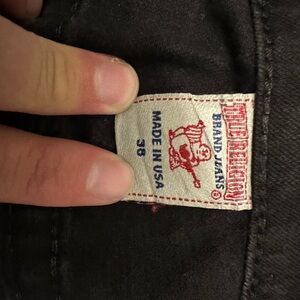 TRUE RELIGION
BRAND JEANS®
MADE IN USA
38